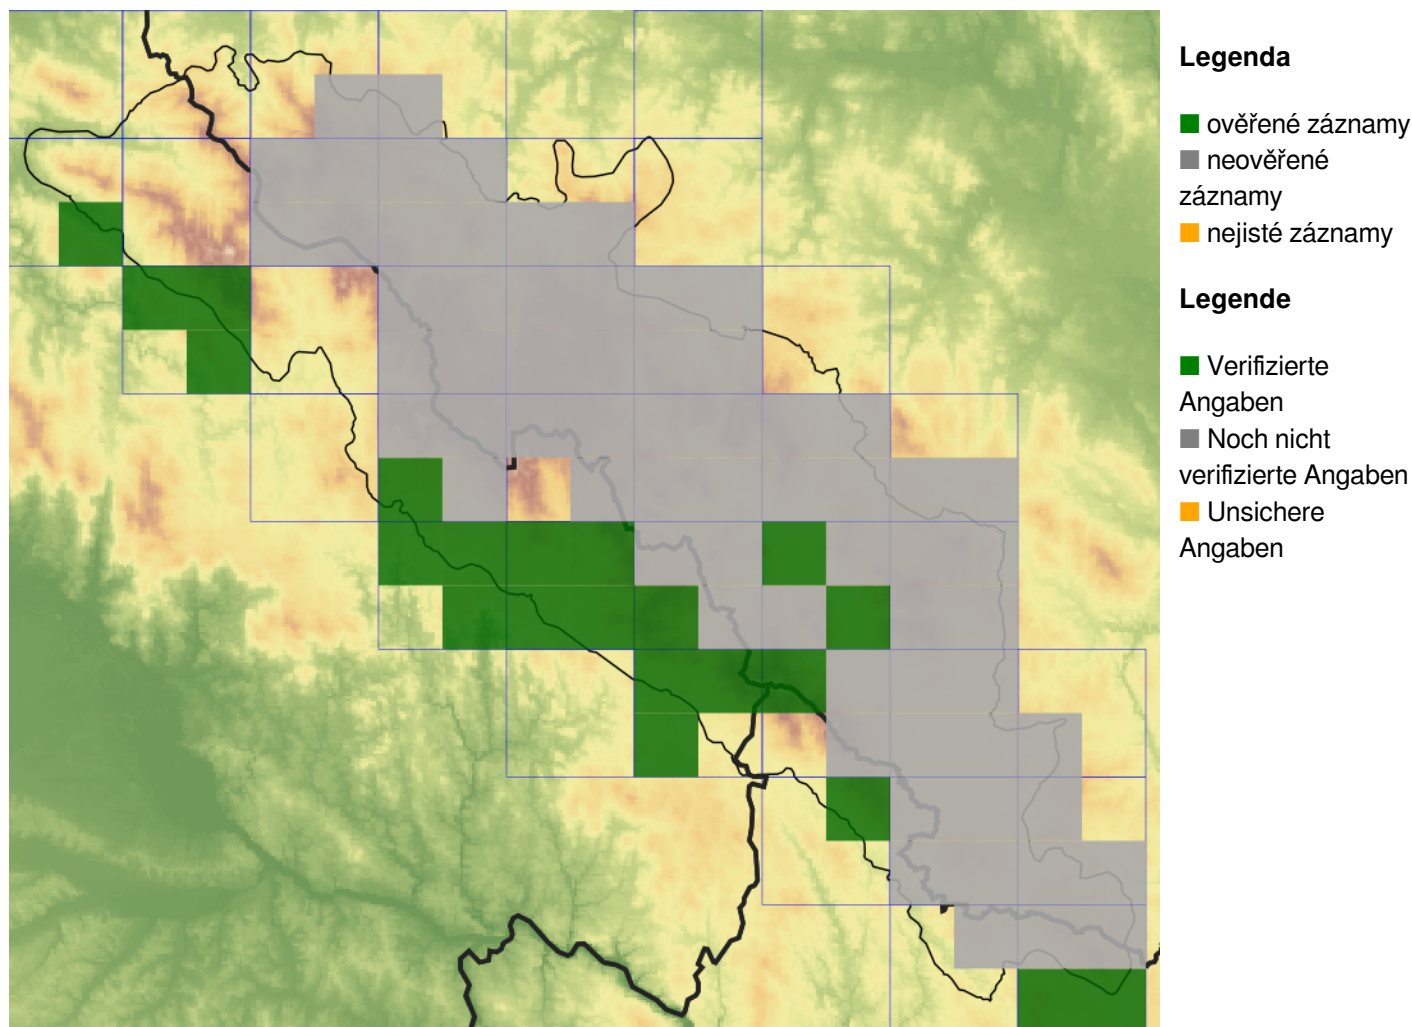 Legenda
ověřené záznamy
neověřené
záznamy
nejisté záznamy
Legende
Verifizierte
Angaben
Noch nicht
verifizierte Angaben
Unsichere
Angaben